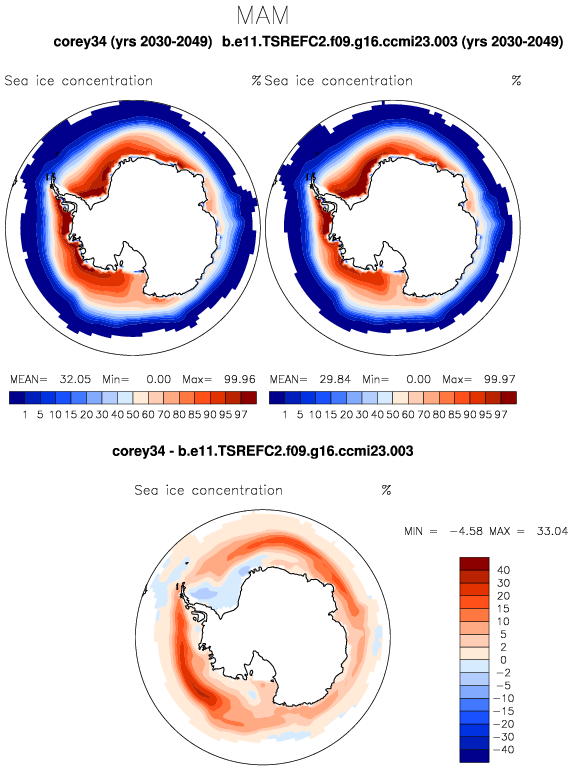 MAM
corey34 (yrs 2030-2049) b.e11.TSREFC2.f09.g16.ccmi23.003 (yrs 2030-2049)
Sea ice concentration % Sea ice concentration %
MEAN= 32.05 Min= 0.00 Max= 99.96 MEAN= 29.84 Min= 0.00 Max= 99.97
1 5 10 15 20 30 40 50 60 70 80 85 90 95 97 1 5 10 15 20 30 40 50 60 70 80 85 90 95 97
corey34 - b.e11.TSREFC2.f09.g16.ccmi23.003
Sea ice concentration %
MIN = -4.58 MAX = 33.04
40
30
20
15
10
5
2
0
-2
-5
-10
-15
-20
-30
-40